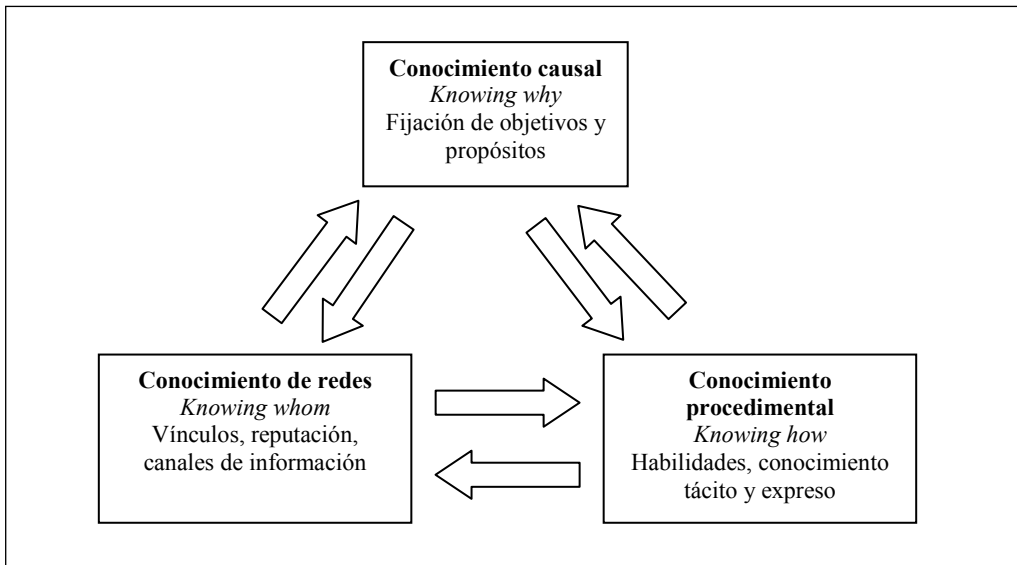 Conocimiento causal
Knowing why
Fijación de objetivos y
propósitos
Conocimiento de redes
Knowing whom
Vínculos, reputación,
canales de información
Conocimiento
procedimental
Knowing how
Habilidades, conocimiento
tácito y expreso